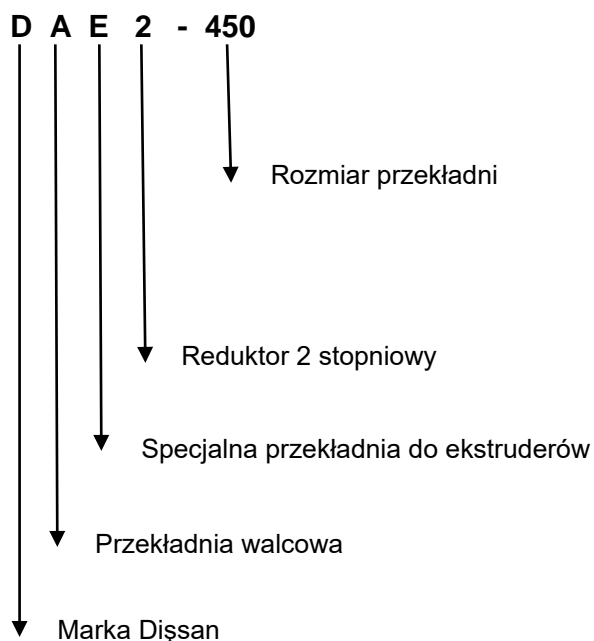 D A E 2 - 450
Rozmiar przekładni
Reduktor 2 stopniowy
Specjalna przekładnia do ekstruderów
Przekładnia walcowa
Marka Dişsan